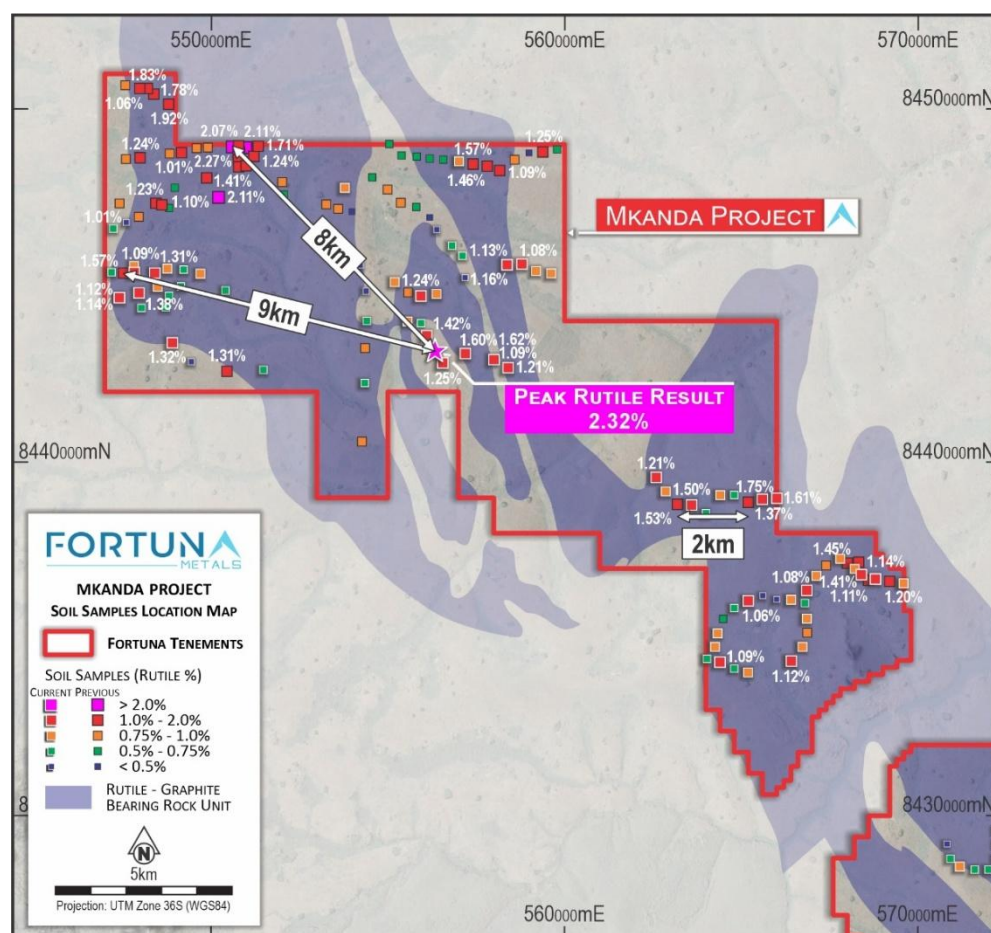 550000mE
560000mE
570000mE
8450000mN
1.83%
1.06%
1.78%
1.92%
2.07%
2.11%
1.71%
1.24%
1.01%
2.27%
1.24%
1.57%
1.25%
1.46%
1.09%
1.23%
1.10%
1.41%
2.11%
1.01%
MKANDA PROJECT
8km
1.57%
1.09%
1.31%
1.13%
1.08%
1.16%
1.12%
1.14%
1.38%
9km
1.24%
1.42%
1.60%
1.62%
1.09%
1.21%
1.32%
1.31%
1.25%
PEAK RUTILE RESULT
2.32%
8440000mN
8440000mN
1.21%
1.50%
1.75%
1.61%
1.53%
1.37%
2km
1.45%
1.14%
1.08%
1.41%
1.11%
1.20%
1.06%
1.09%
1.12%
FORTUNA
METALS
MKANDA PROJECT
SOIL SAMPLES LOCATION MAP
FORTUNA TENEMENTS
SOIL SAMPLES (RUTILE %)
CURRENT PREVIOUS
> 2.0%
1.0% - 2.0%
0.75% - 1.0%
0.5% - 0.75%
< 0.5%
RUTILE - GRAPHITE
BEARING ROCK UNIT
N
5km
Projection: UTM Zone 36S (WGS84)
8
8430000mN
560000mE
570000mE